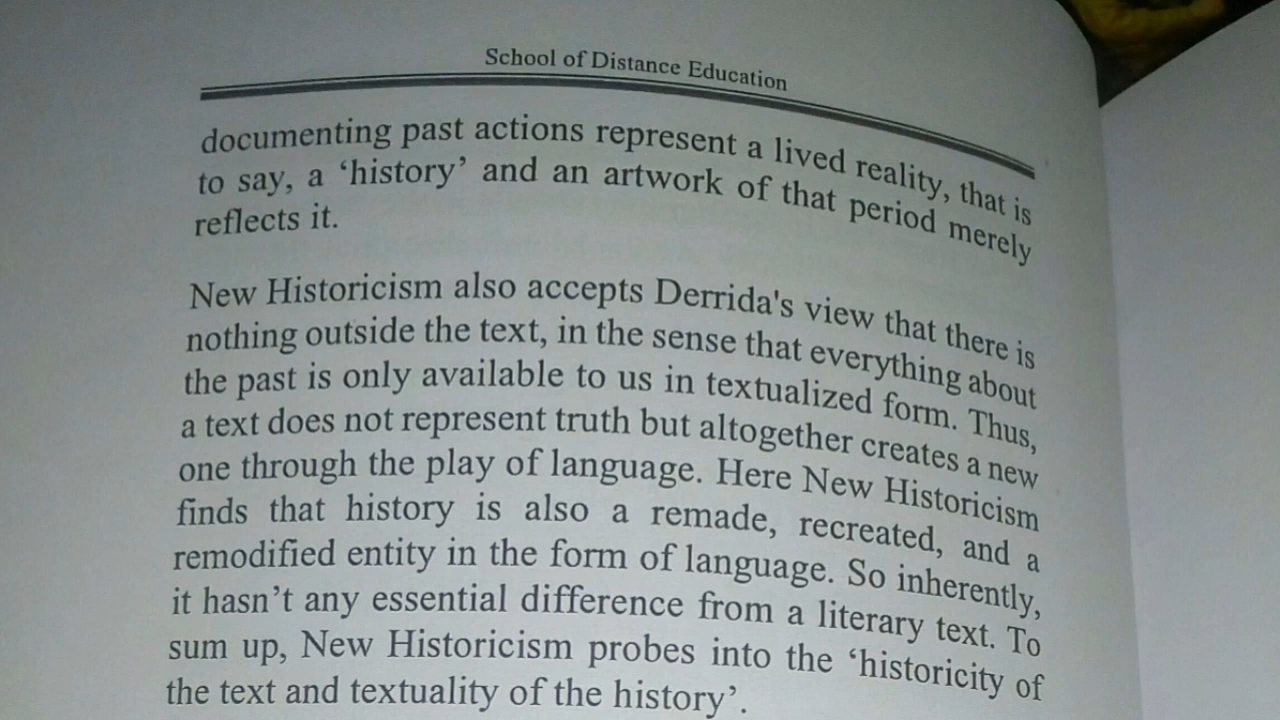 School of Distance Education
documenting past actions represent a lived reality, that is
to say, a ‘history’ and an artwork of that period merely
reflects it.
New Historicism also accepts Derrida's view that there is
nothing outside the text, in the sense that everything about
the past is only available to us in textualized form. Thus,
a text does not represent truth but altogether creates a new
one through the play of language. Here New Historicism
finds that history is also a remade, recreated, and a
remodified entity in the form of language. So inherently,
it hasn’t any essential difference from a literary text. To
sum up, New Historicism probes into the ‘historicity of
the text and textuality of the history’.